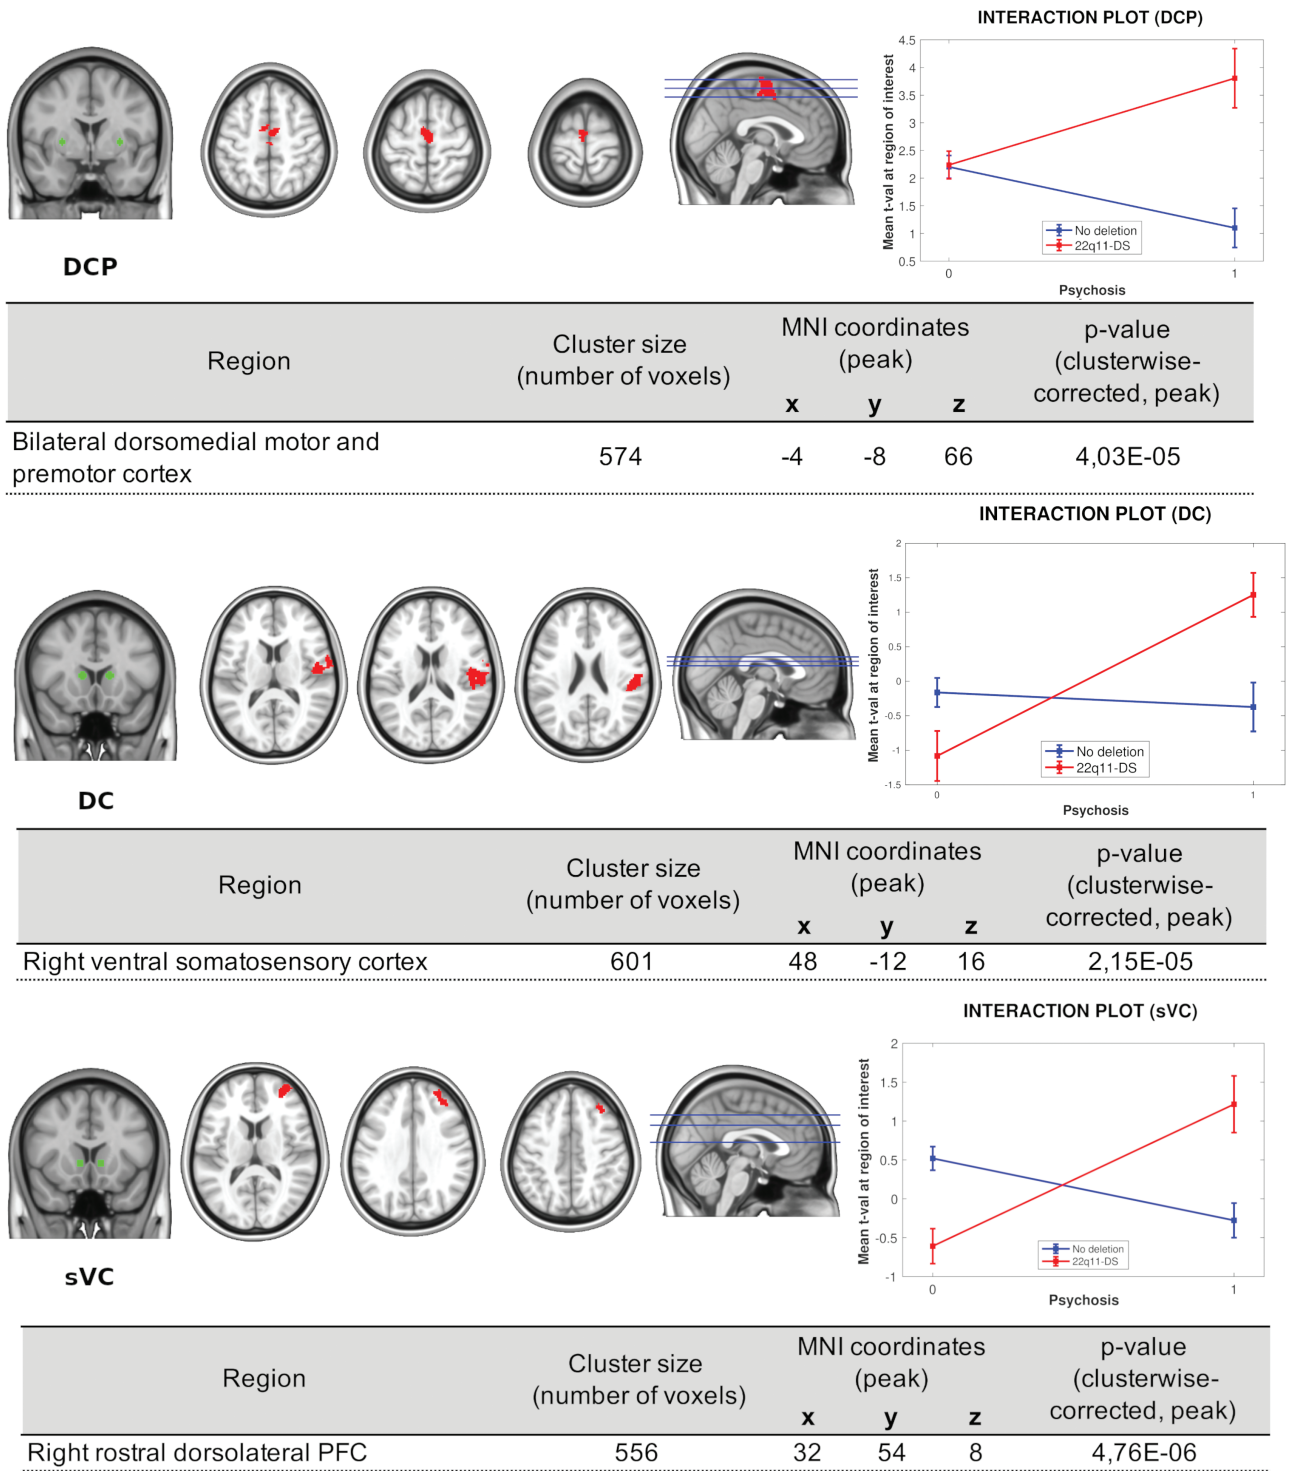 INTERACTION PLOT (DCP)
4.5
4
3.5
3
2.5
2
1.5
1
0.5
Mean t-val at region of interest
No deletion
22q11-DS
0
1
Psychosis
DCP
Region
Cluster size
(number of voxels)
MNI coordinates
(peak)
x y z
p-value
(clusterwise-
corrected, peak)
Bilateral dorsomedial motor and
premotor cortex
574 -4 -8 66 4,03E-05
INTERACTION PLOT (DC)
2
1.5
1
0.5
0
-0.5
-1
-1.5
Mean t-val at region of interest
No deletion
22q11-DS
0
1
Psychosis
DC
Region
Cluster size
(number of voxels)
MNI coordinates
(peak)
x y z
p-value
(clusterwise-
corrected, peak)
Right ventral somatosensory cortex 601 48 -12 16 2,15E-05
INTERACTION PLOT (sVC)
2
1.5
1
0.5
0
-0.5
-1
Mean t-val at region of interest
No deletion
22q11-DS
0
1
Psychosis
sVC
Region
Cluster size
(number of voxels)
MNI coordinates
(peak)
x y z
p-value
(clusterwise-
corrected, peak)
Right rostral dorsolateral PFC 556 32 54 8 4,76E-06